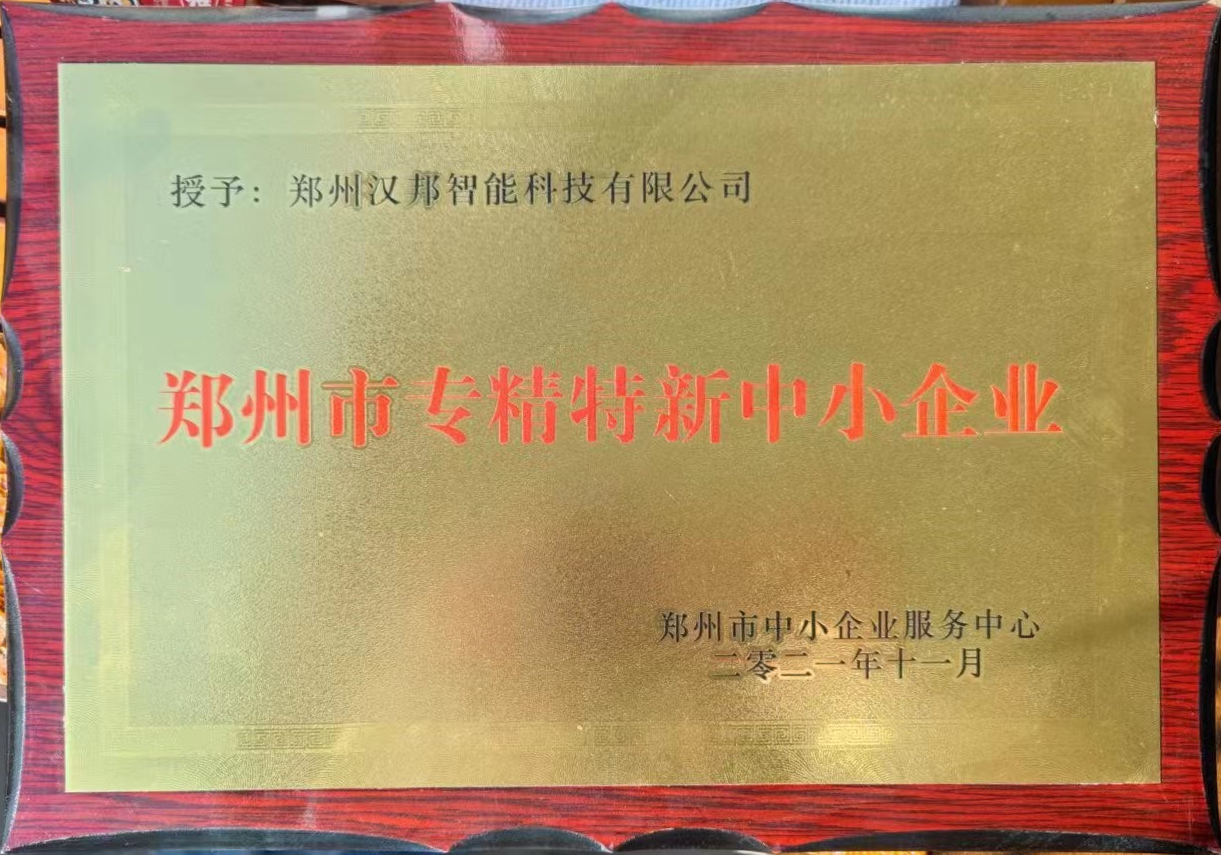 授予：郑州汉邦智能科技有限公司
郑州市专精特新中小企业
郑州市中小企业服务中心
二零二一年十一月